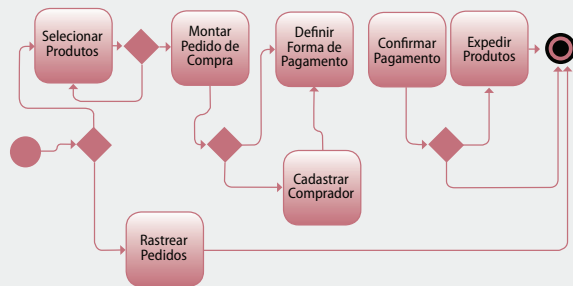 Selecionar
Produtos
Montar
Pedido de
Compra
Definir
Forma de
Pagamento
Confirmar
Pagamento
Expedir
Produtos
Cadastrar
Comprador
Rastrear
Pedidos